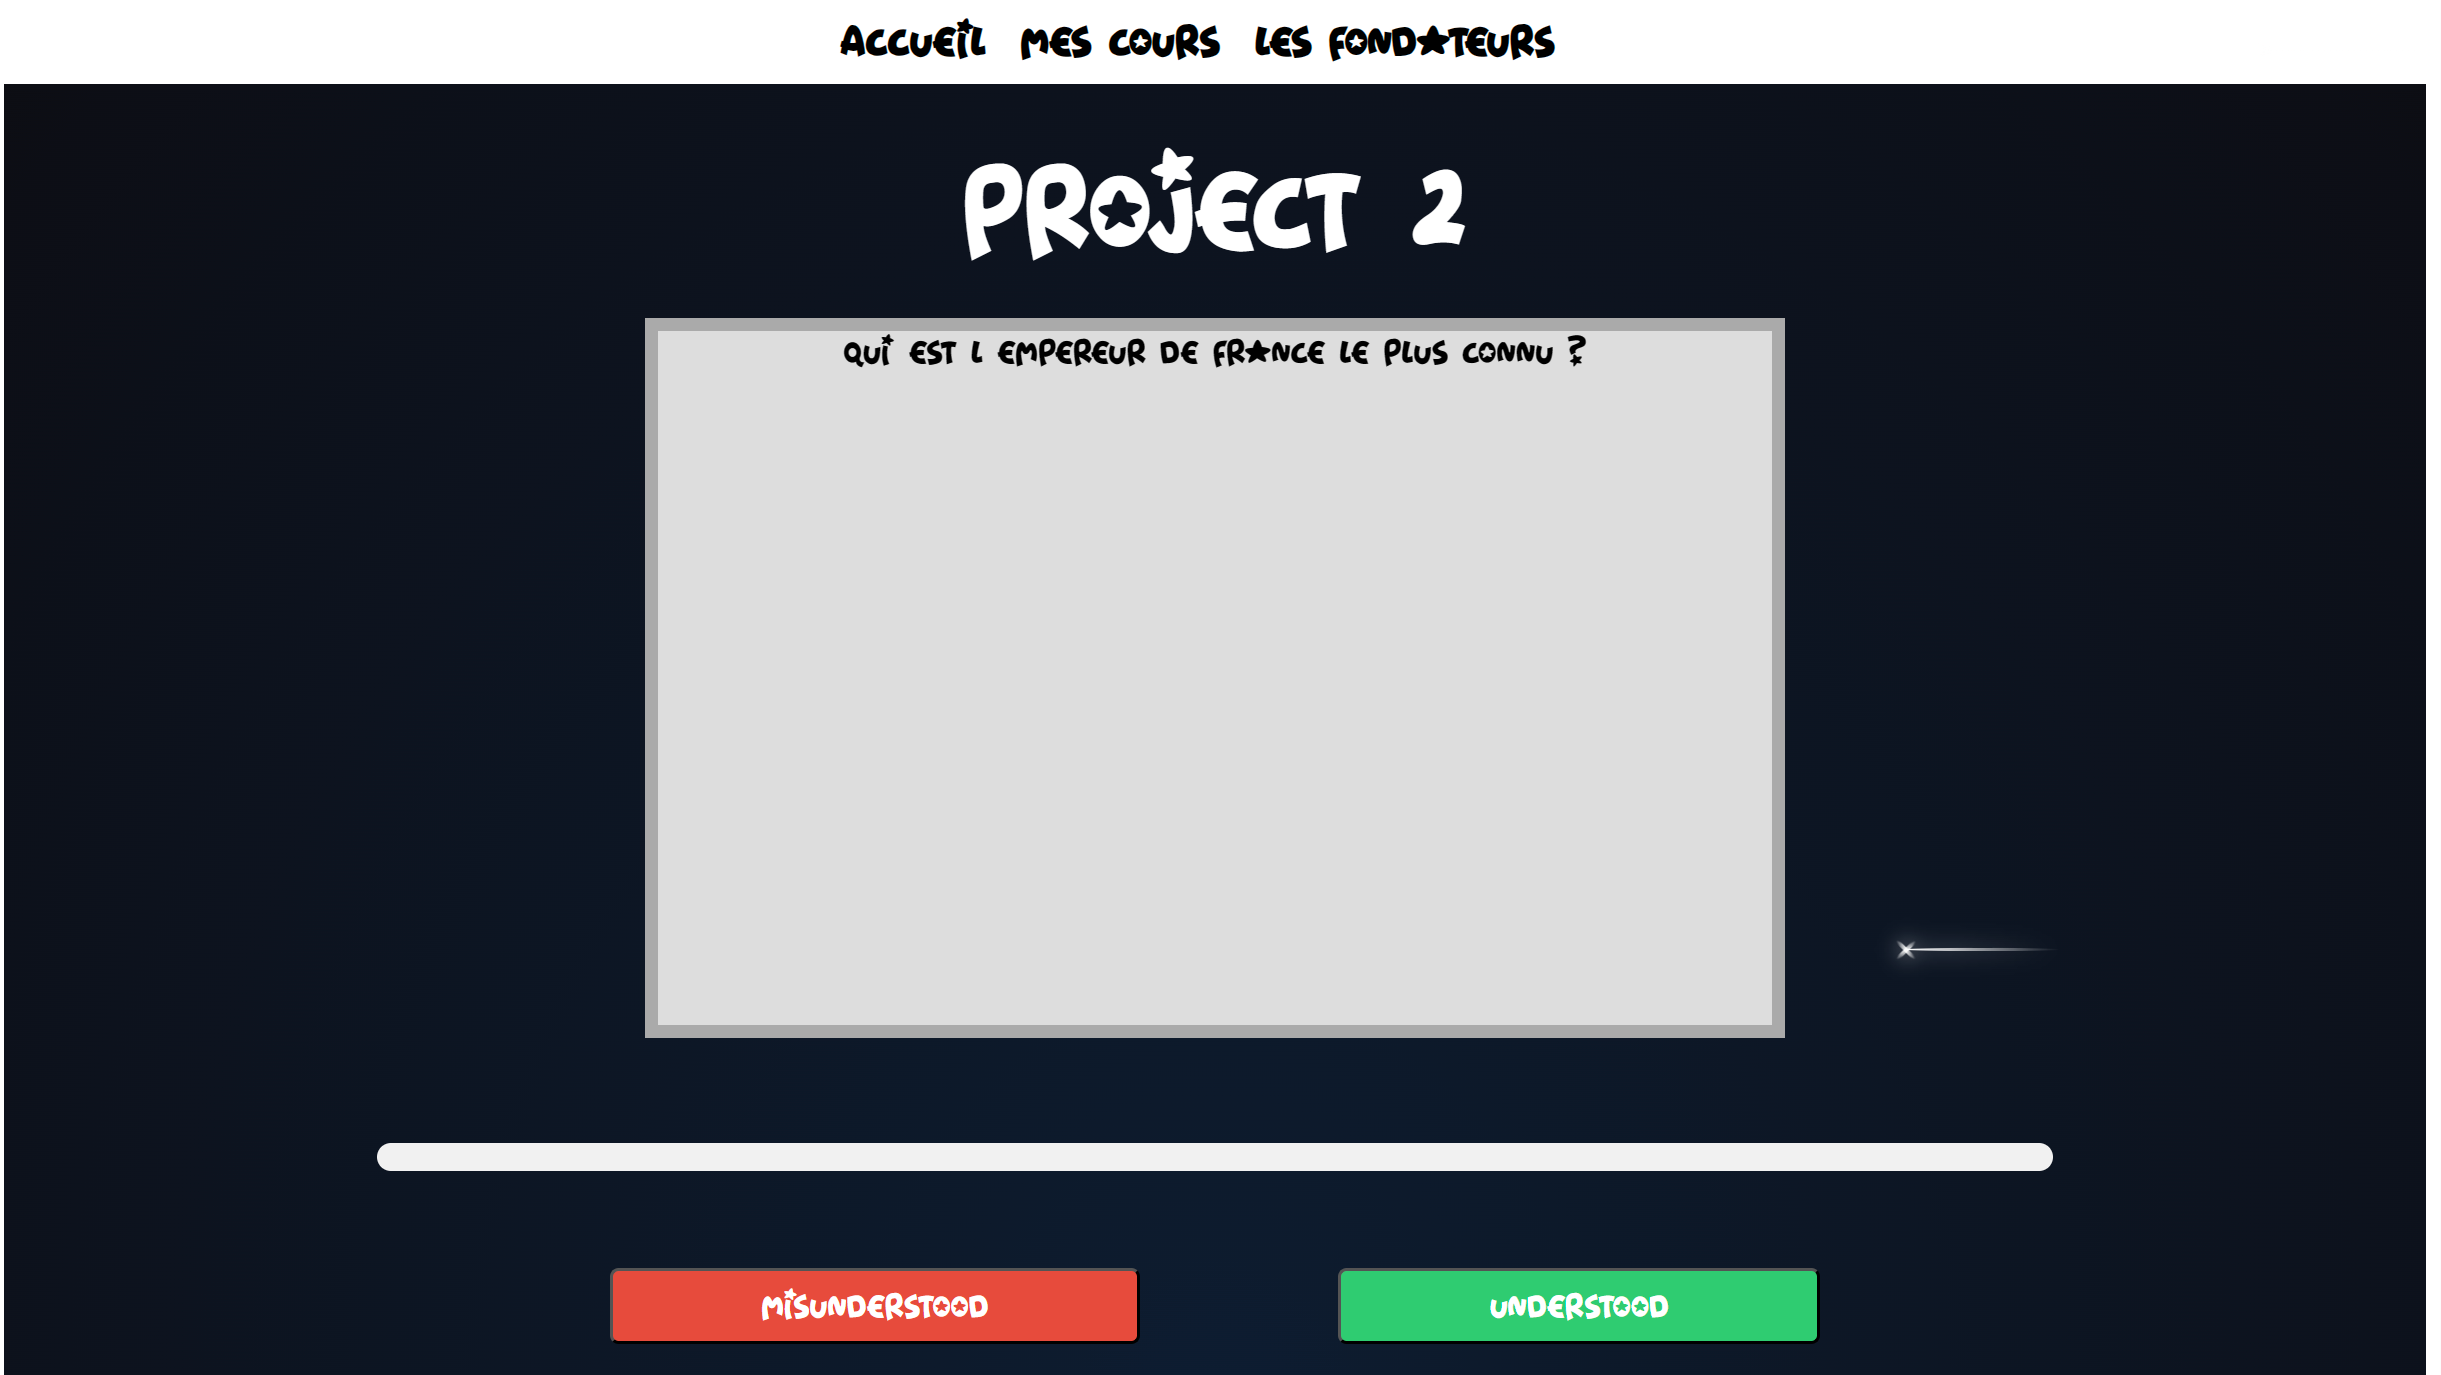 Accueil Mes cours Les fondateurs
Project 2
Qui est l empereur de France le plus connu ?
Misunderstood
Understood